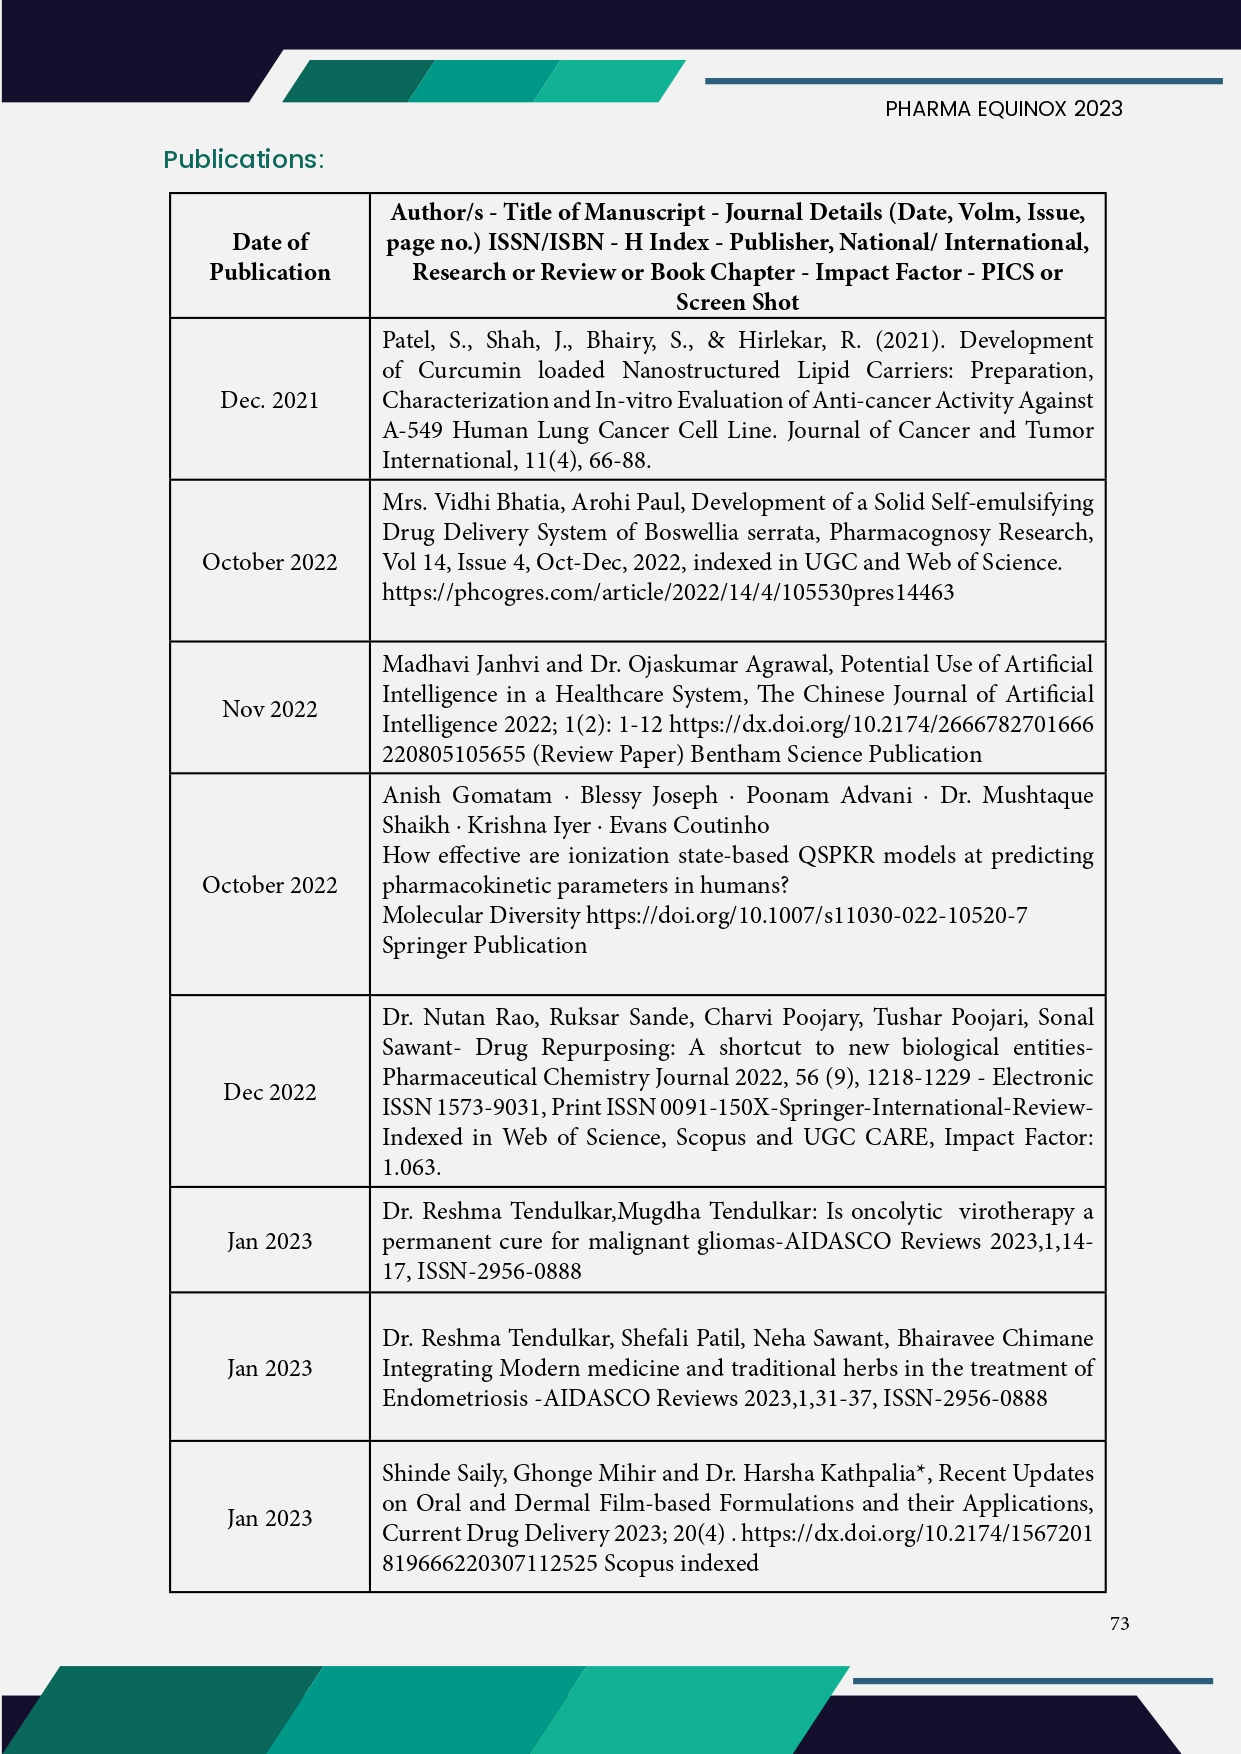 PHARMA EQUINOX 2023
Publications:
Date of
Publication
Author/s - Title of Manuscript - Journal Details (Date, Volm, Issue,
page no.) ISSN/ISBN - H Index - Publisher, National/ International,
Research or Review or Book Chapter - Impact Factor - PICS or
Screen Shot
Dec. 2021
Patel, S., Shah, J., Bhairy, S., & Hirlekar, R. (2021). Development
of Curcumin loaded Nanostructured Lipid Carriers: Preparation,
Characterization and In-vitro Evaluation of Anti-cancer Activity Against
A-549 Human Lung Cancer Cell Line. Journal of Cancer and Tumor
International, 11(4), 66-88.
October 2022
Mrs. Vidhi Bhatia, Arohi Paul, Development of a Solid Self-emulsifying
Drug Delivery System of Boswellia serrata, Pharmacognosy Research,
Vol 14, Issue 4, Oct-Dec, 2022, indexed in UGC and Web of Science.
https://phcogres.com/article/2022/14/4/105530pres14463
Nov 2022
Madhavi Janhvi and Dr. Ojaskumar Agrawal, Potential Use of Artificial
Intelligence in a Healthcare System, The Chinese Journal of Artificial
Intelligence 2022; 1(2): 1-12 https://dx.doi.org/10.2174/2666782701666
220805105655 (Review Paper) Bentham Science Publication
October 2022
Anish Gomatam · Blessy Joseph · Poonam Advani · Dr. Mushtaque
Shaikh · Krishna Iyer · Evans Coutinho
How effective are ionization state-based QSPKR models at predicting
pharmacokinetic parameters in humans?
Molecular Diversity https://doi.org/10.1007/s11030-022-10520-7
Springer Publication
Dec 2022
Dr. Nutan Rao, Ruksar Sande, Charvi Poojary, Tushar Poojari, Sonal
Sawant- Drug Repurposing: A shortcut to new biological entities-
Pharmaceutical Chemistry Journal 2022, 56 (9), 1218-1229 - Electronic
ISSN 1573-9031, Print ISSN 0091-150X-Springer-International-Review-
Indexed in Web of Science, Scopus and UGC CARE, Impact Factor:
1.063.
Jan 2023
Dr. Reshma Tendulkar,Mugdha Tendulkar: Is oncolytic virotherapy a
permanent cure for malignant gliomas-AIDASCO Reviews 2023,1,14-
17, ISSN-2956-0888
Jan 2023
Dr. Reshma Tendulkar, Shefali Patil, Neha Sawant, Bhairavee Chimane
Integrating Modern medicine and traditional herbs in the treatment of
Endometriosis -AIDASCO Reviews 2023,1,31-37, ISSN-2956-0888
Jan 2023
Shinde Saily, Ghonge Mihir and Dr. Harsha Kathpalia*, Recent Updates
on Oral and Dermal Film-based Formulations and their Applications,
Current Drug Delivery 2023; 20(4) . https://dx.doi.org/10.2174/1567201
819666220307112525 Scopus indexed
73